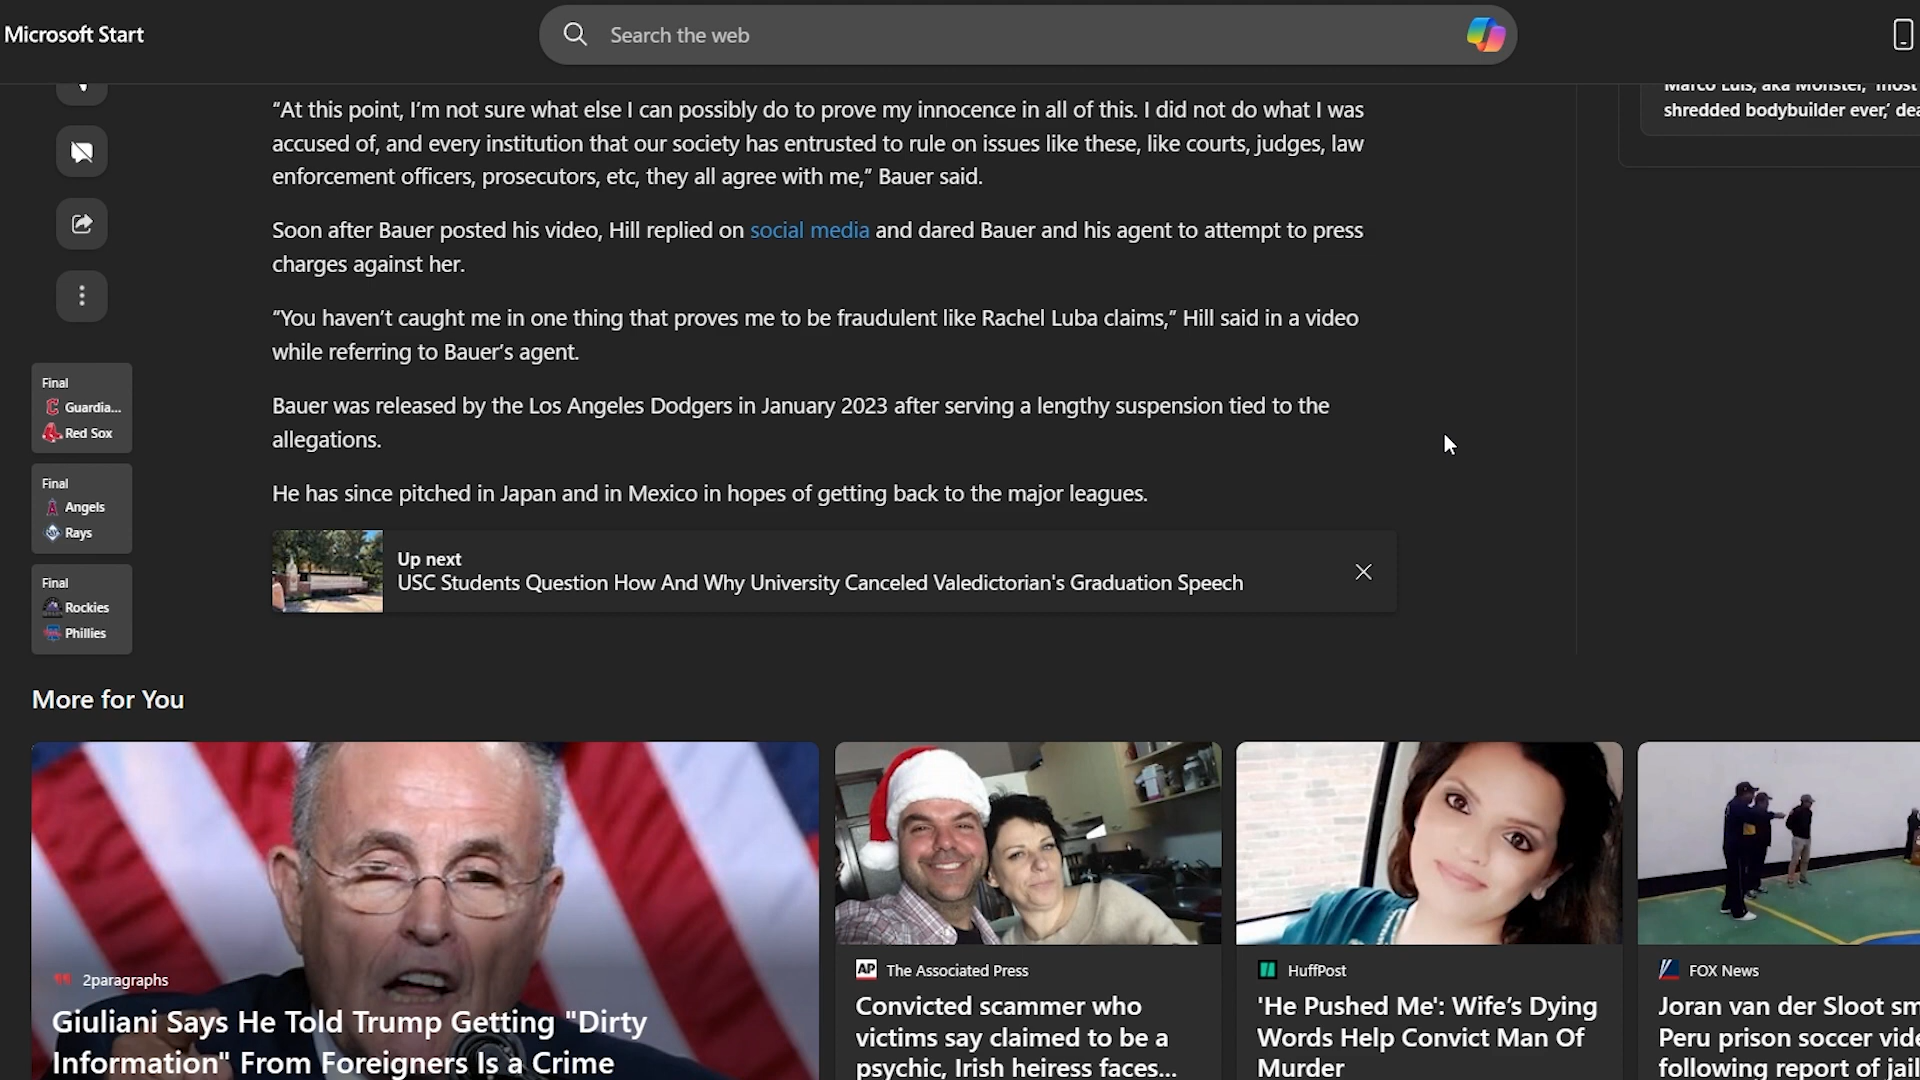 Microsoft Start
Search the web
shredded bodybuilder ever,'
“At this point, I’m not sure what else I can possibly do to prove my innocence in all of this. I did not do what I was
accused of, and every institution that our society has entrusted to rule on issues like these, like courts, judges, law
enforcement officers, prosecutors, etc, they all agree with me,” Bauer said.
Soon after Bauer posted his video, Hill replied on social media and dared Bauer and his agent to attempt to press
charges against her.
“You haven’t caught me in one thing that proves me to be fraudulent like Rachel Luba claims,” Hill said in a video
while referring to Bauer’s agent.
Bauer was released by the Los Angeles Dodgers in January 2023 after serving a lengthy suspension tied to the
allegations.
He has since pitched in Japan and in Mexico in hopes of getting back to the major leagues.
Final
Guardia...
Red Sox
Final
Angels
Rays
Final
Rockies
Phillies
Up next
USC Students Question How And Why University Canceled Valedictorian's Graduation Speech
More for You
2paragraphs
Giuliani Says He Told Trump Getting "Dirty
Information" From Foreigners Is a Crime
AP The Associated Press
Convicted scammer who
victims say claimed to be a
psychic, Irish heiress faces...
HuffPost
'He Pushed Me': Wife’s Dying
Words Help Convict Man Of
Murder
FOX News
Joran van der Sloot
Peru prison soccer
following report of